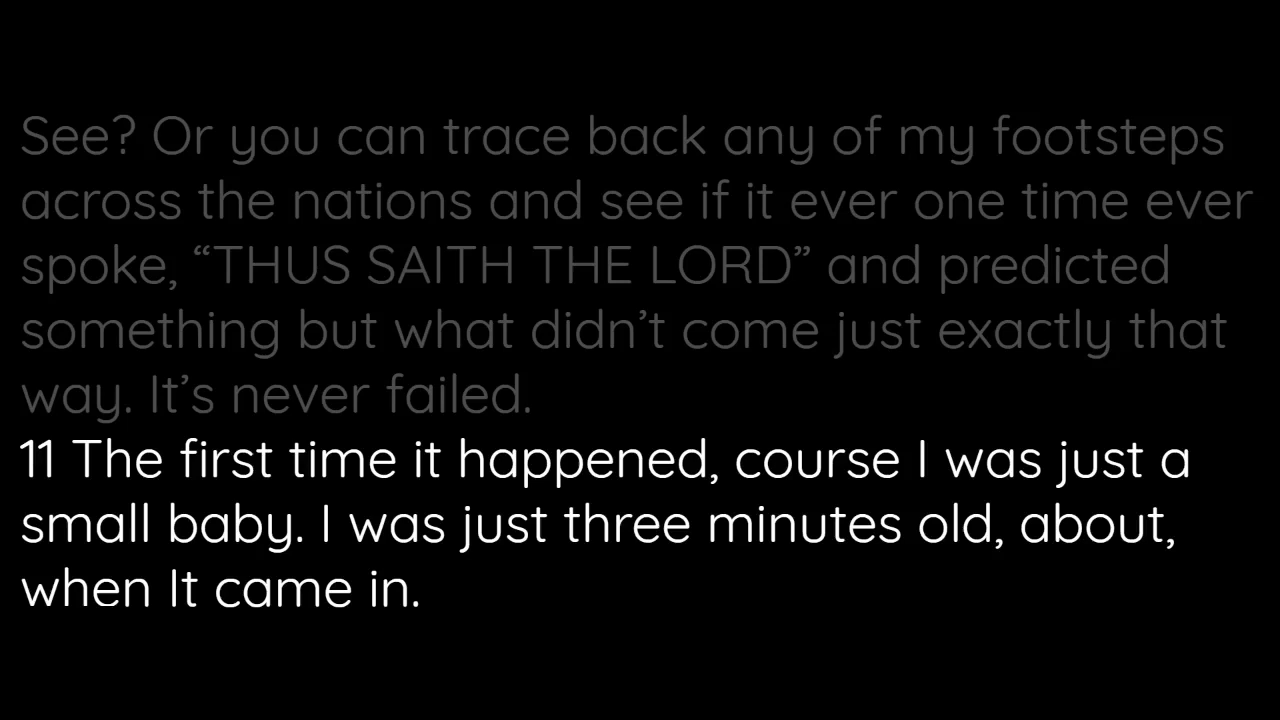 See? Or you can trace back any of my footsteps
across the nations and see if it ever one time ever
spoke, “THUS SAITH THE LORD” and predicted
something but what didn’t come just exactly that
way. It’s never failed.
11 The first time it happened, course I was just a
small baby. I was just three minutes old, about,
when It came in.